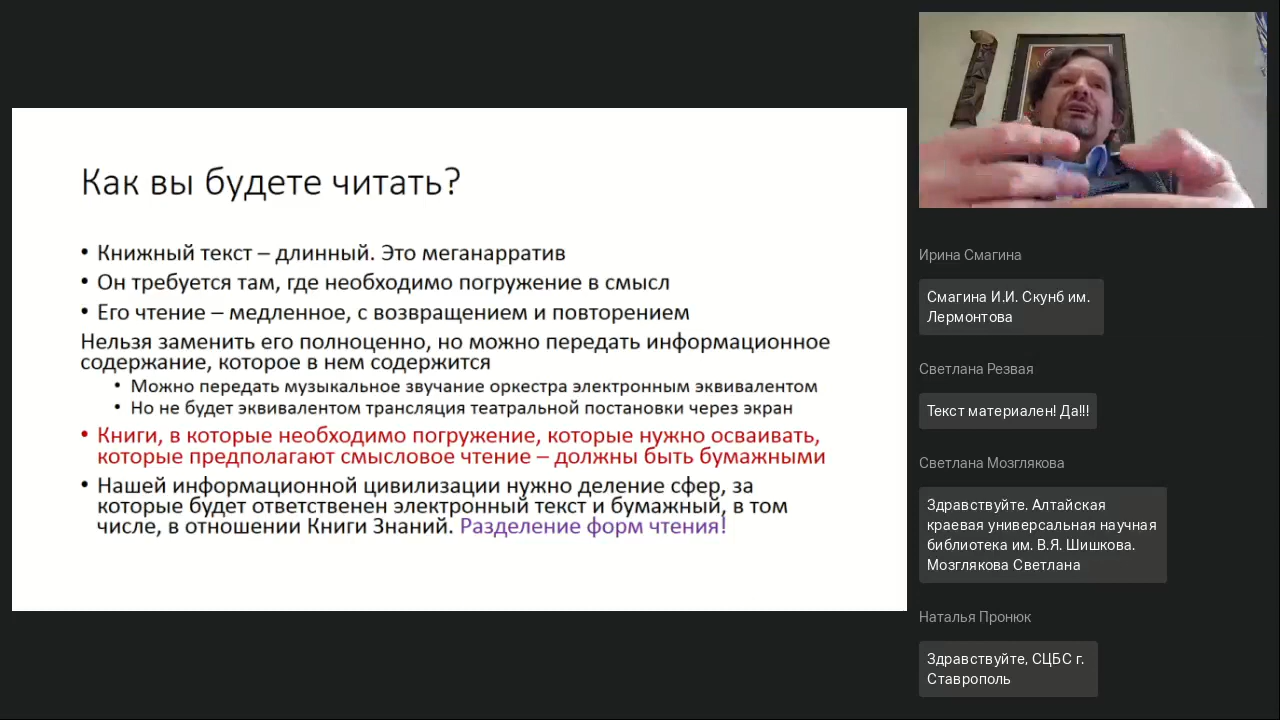 Как вы будете читать?
• Книжный текст – длинный. Это меганарратив
• Он требуется там, где необходимо погружение в смысл
• Его чтение – медленное, с возвращением и повторением
Нельзя заменить его полноценно, но можно передать информационное
содержание, которое в нем содержится
• Можно передать музыкальное звучание оркестра электронным эквивалентом
• Но не будет эквивалентом трансляция театральной постановки через экран
• Книги, в которые необходимо погружение, которые нужно осваивать,
которые предполагают смысловое чтение – должны быть бумажными
• Нашей информационной цивилизации нужно деление сфер, за
которые будет ответственен электронный текст и бумажный, в том
числе, в отношении Книги Знаний. Разделение форм чтения!
Ирина Смагина
Смагина И.И. Скунб им.
Лермонтова
Светлана Резвая
Текст материален! Да!!!
Светлана Мозглякова
Здравствуйте. Алтайская
краевая универсальная научная
библиотека им. В.Я. Шишкова.
Мозглякова Светлана
Наталья Пронюк
Здравствуйте, СЦБС г.
Ставрополь